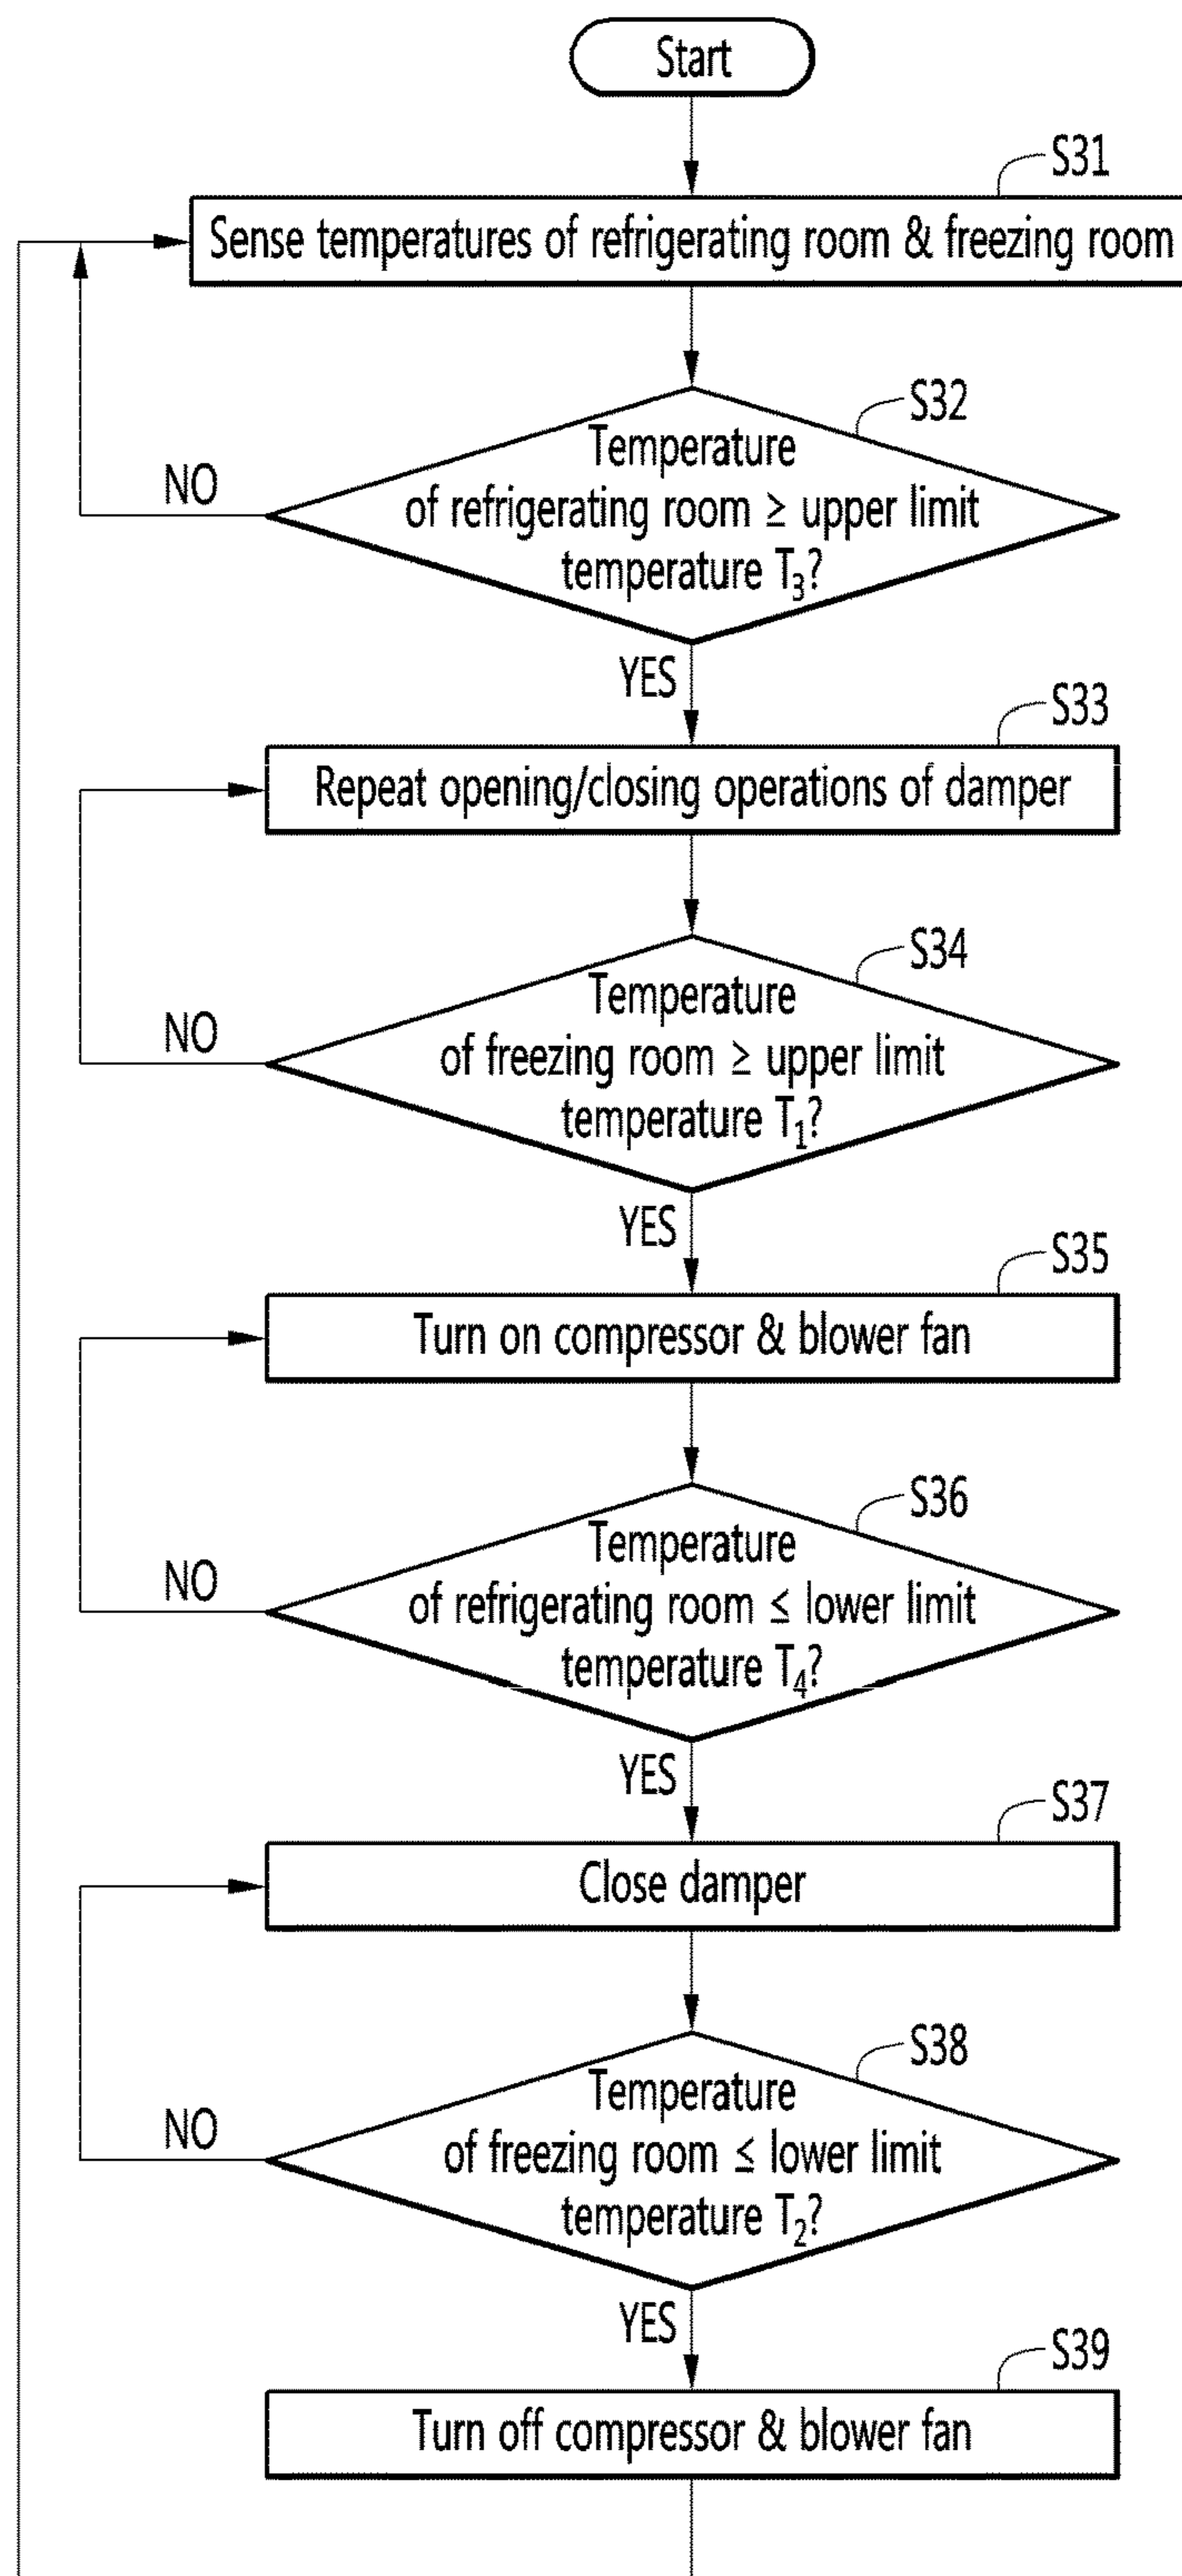 Start
S31
Sense temperatures of refrigerating room & freezing room
S32
Temperature
of refrigerating room ≥ upper limit
temperature T₃?
NO
YES
S33
Repeat opening/closing operations of damper
S34
Temperature
of freezing room ≥ upper limit
temperature T₁?
NO
YES
S35
Turn on compressor & blower fan
S36
Temperature
of refrigerating room ≤ lower limit
temperature T₄?
NO
YES
S37
Close damper
S38
Temperature
of freezing room ≤ lower limit
temperature T₂?
NO
YES
S39
Turn off compressor & blower fan